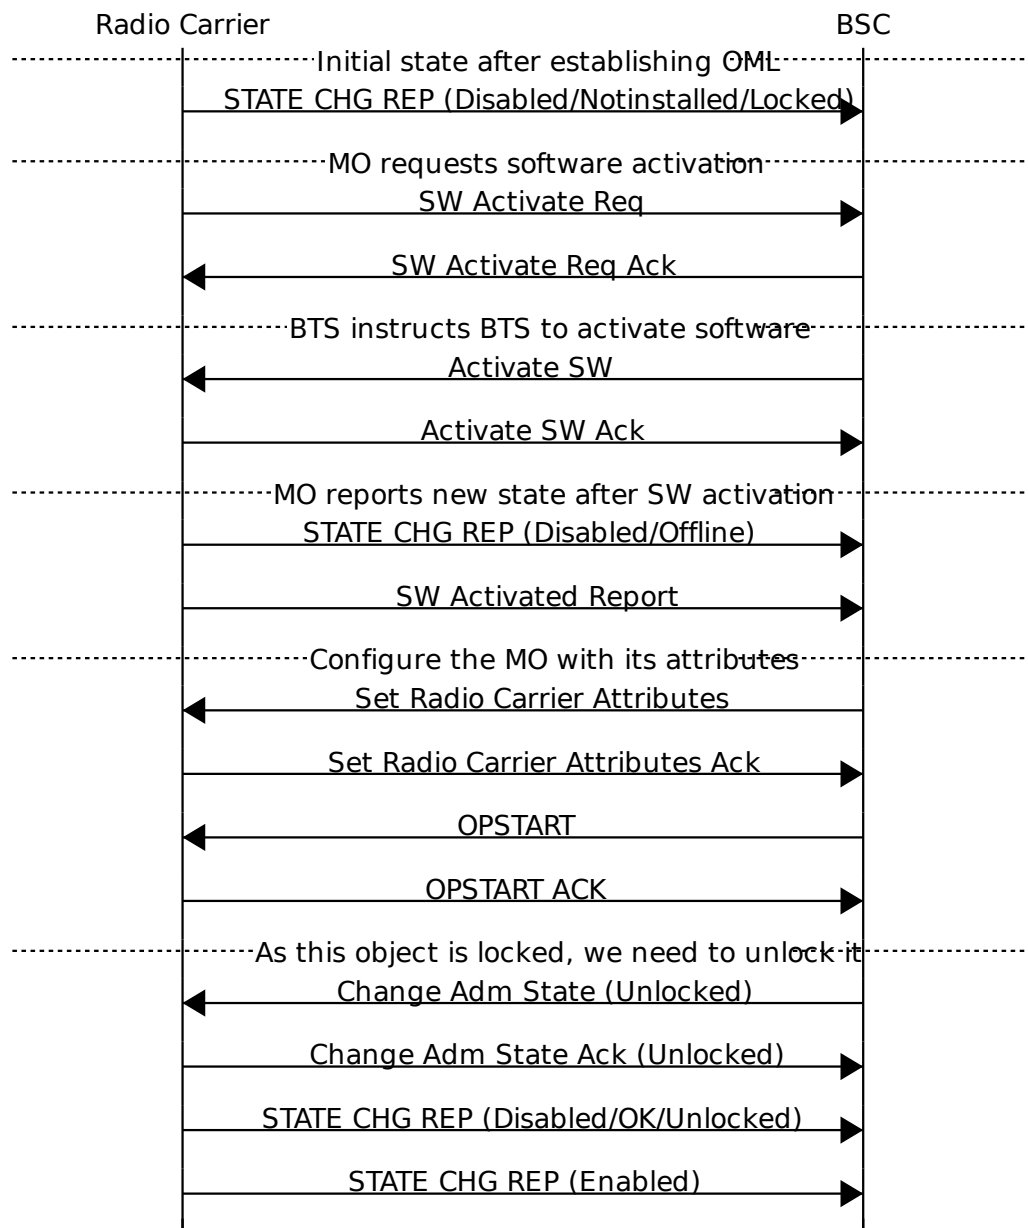 Radio Carrier
BSC
Initial state after establishing OML
STATE CHG REP (Disabled/Notinstalled/Locked)
MO requests software activation
SW Activate Req
SW Activate Req Ack
BTS instructs BTS to activate software
Activate SW
Activate SW Ack
MO reports new state after SW activation
STATE CHG REP (Disabled/Offline)
SW Activated Report
Configure the MO with its attributes
Set Radio Carrier Attributes
Set Radio Carrier Attributes Ack
OPSTART
OPSTART ACK
As this object is locked, we need to unlock it
Change Adm State (Unlocked)
Change Adm State Ack (Unlocked)
STATE CHG REP (Disabled/OK/Unlocked)
STATE CHG REP (Enabled)